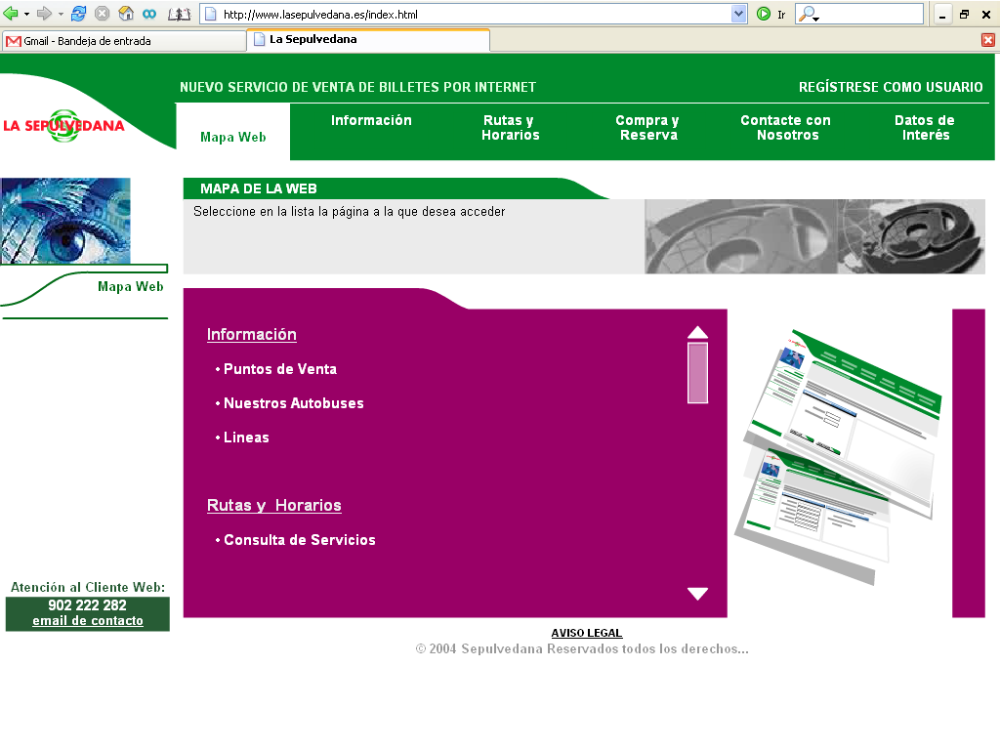 http://www.lasepulvedana.es/index.html
Ir
Gmail - Bandeja de entrada
La Sepulvedana
NUEVO SERVICIO DE VENTA DE BILLETES POR INTERNET
REGÍSTRESE COMO USUARIO
LA SEPULVEDANA
Mapa Web
Información
Rutas y
Horarios
Compra y
Reserva
Contacte con
Nosotros
Datos de
Interés
MAPA DE LA WEB
Seleccione en la lista la página a la que desea acceder
Mapa Web
Información
• Puntos de Venta
• Nuestros Autobuses
• Lineas
Rutas y Horarios
• Consulta de Servicios
Atención al Cliente Web:
902 222 282
email de contacto
AVISO LEGAL
© 2004 Sepulvedana Reservados todos los derechos...